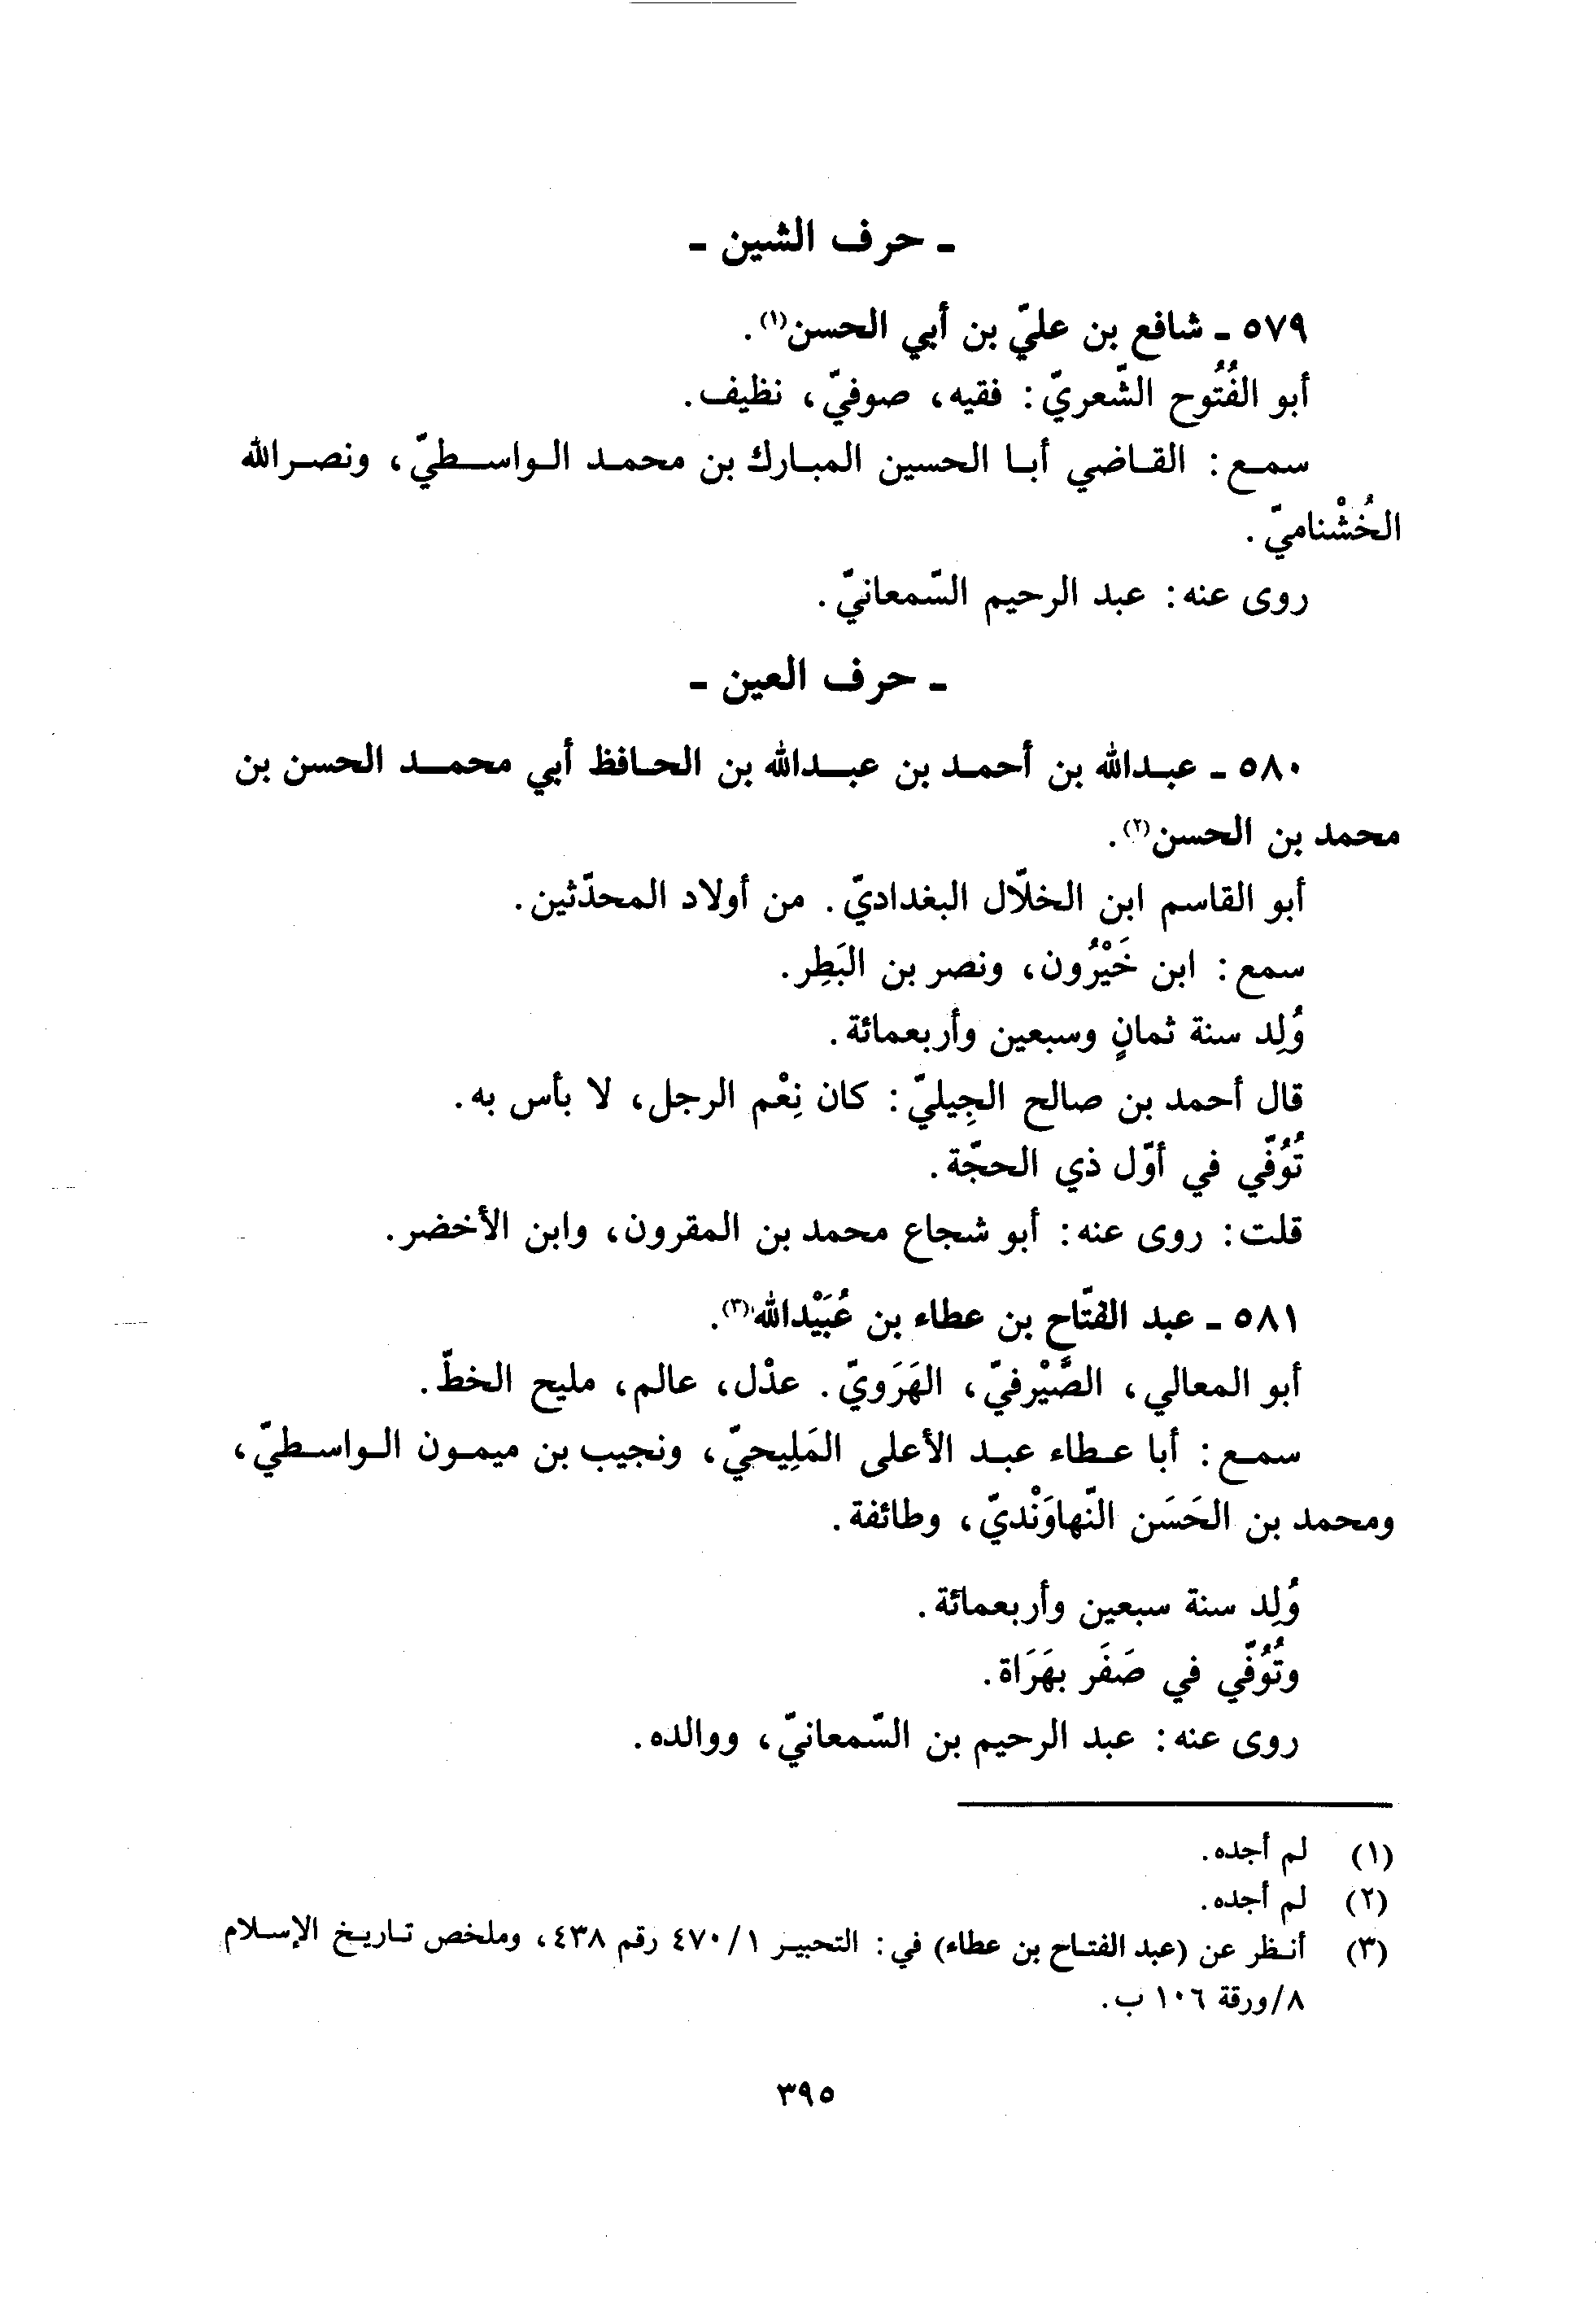 - حرف الشين -
٥٧٩ - شافع بن عليّ بن أبي الحسن(١).
أبو الفُتُوح الشّعريّ: فقيه، صوفيّ، نظيف.
سمع: القاضي أبا الحسين المبارك بن محمد الواسطيّ، ونصرالله
الخُشْناميّ.
روى عنه: عبد الرحيم السّمعانيّ.
- حرف العين -
٥٨٠ - عبدالله بن أحمد بن عبدالله بن الحافظ أبي محمد الحسن بن
محمد بن الحسن(٢).
أبو القاسم ابن الخلّال البغداديّ. من أولاد المحدّثين.
سمع: ابن خَيْرُون، ونصر بن البَطِر.
وُلِد سنة ثمانٍ وسبعين وأربعمائة.
قال أحمد بن صالح الجِيليّ: كان نِعْم الرجل، لا بأس به.
تُوُفّي في أوّل ذي الحجّة.
قلت: روى عنه: أبو شجاع محمد بن المقرون، وابن الأخضر.
٥٨١ - عبد الفتّاح بن عطاء بن عُبَيْدالله(٣).
أبو المعالي، الصَّيْرفيّ، الهَرَويّ. عدْل، عالم، مليح الخطّ.
سمع: أبا عطاء عبد الأعلى المَلِيحيّ، ونجيب بن ميمون الواسطيّ،
ومحمد بن الحَسَن النّهاوَنْديّ، وطائفة.
وُلِد سنة سبعين وأربعمائة.
وتُوُفّي في صَفَر بهَرَاة.
روى عنه: عبد الرحيم بن السّمعانيّ، ووالده.
(١) لم أجده.
(٢) لم أجده.
(٣) أنظر عن (عبد الفتاح بن عطاء) في: التحبير ١/ ٤٧٠ رقم ٤٣٨، وملخص تاريخ الإسلام
٨/ورقة ١٠٦ ب.
٣٩٥